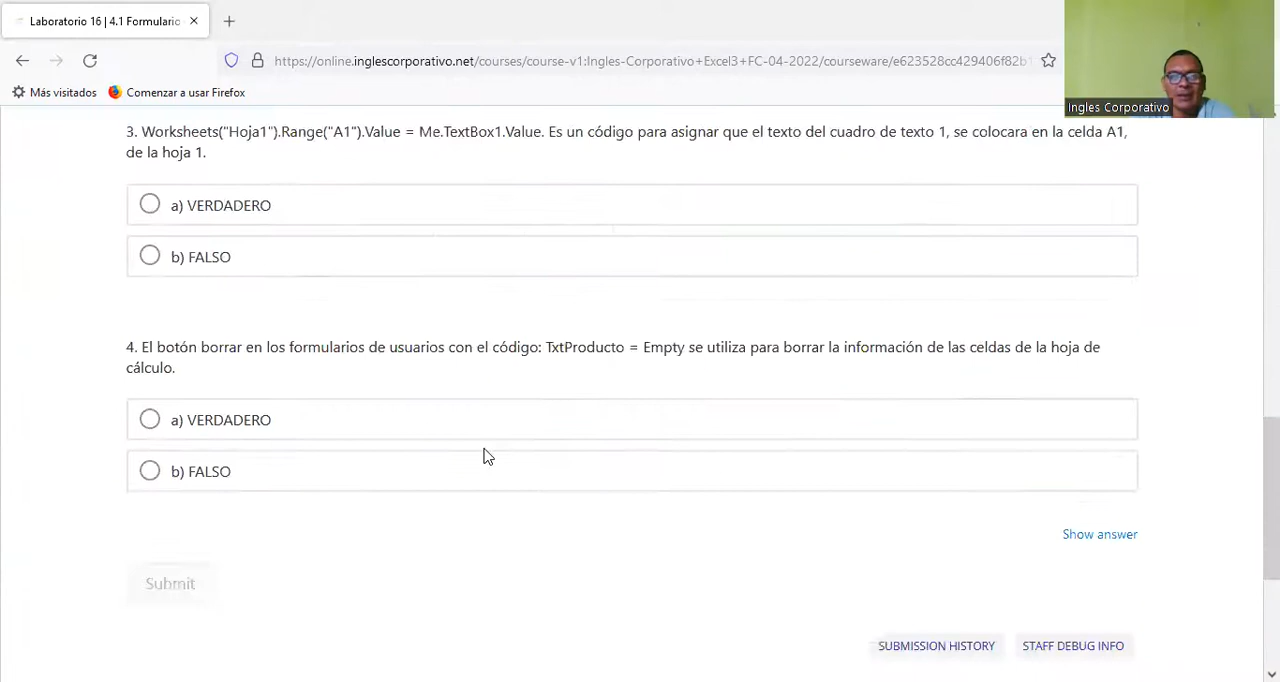 Laboratorio 16 | 4.1 Formulario
https://online.inglescorporativo.net/courses/course-v1:Ingles-Corporativo+Excel3+FC-04-2022/courseware/e623528cc429406f82b1
Más visitados Comenzar a usar Firefox
Ingles Corporativo
3. Worksheets("Hoja1").Range("A1").Value = Me.TextBox1.Value. Es un código para asignar que el texto del cuadro de texto 1, se colocara en la celda A1,
de la hoja 1.
a) VERDADERO
b) FALSO
4. El botón borrar en los formularios de usuarios con el código: TxtProducto = Empty se utiliza para borrar la información de las celdas de la hoja de
cálculo.
a) VERDADERO
b) FALSO
Show answer
Submit
SUBMISSION HISTORY STAFF DEBUG INFO